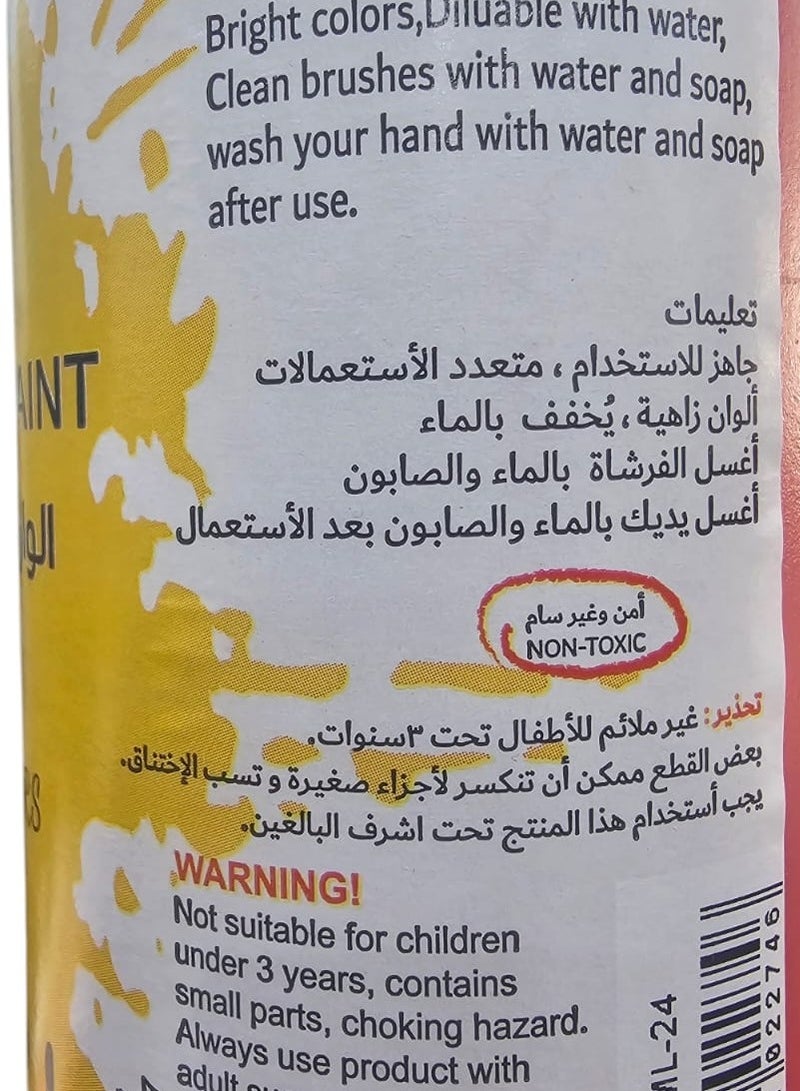 Bright colors,Diluable with water,
Clean brushes with water and soap,
wash your hand with water and soap
after use.
تعليمات
جاهز للاستخدام ، متعدد الأستعمالات
ألوان زاهية ، يُخفف بالماء
أغسل الفرشاة بالماء والصابون
أغسل يديك بالماء والصابون بعد الأستعمال
أمن وغير سام
NON-TOXIC
تحذير: غير ملائم للأطفال تحت ٣سنوات.
بعض القطع ممكن أن تنكسر لأجزاء صغيرة و تسب الإختناق.
يجب أستخدام هذا المنتج تحت اشرف البالغين.
WARNING!
Not suitable for children
under 3 years, contains
small parts, choking hazard.
Always use product with
adult
AINT
الوا
022746